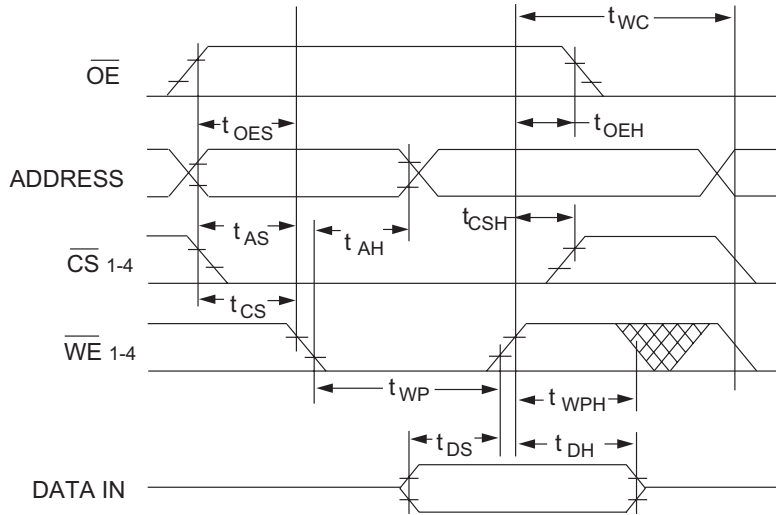 tWC
OE
tOES
tOEH
ADDRESS
tCSH
tAS
tAH
CS 1-4
tCS
WE 1-4
tWP
tWPH
tDS
tDH
DATA IN